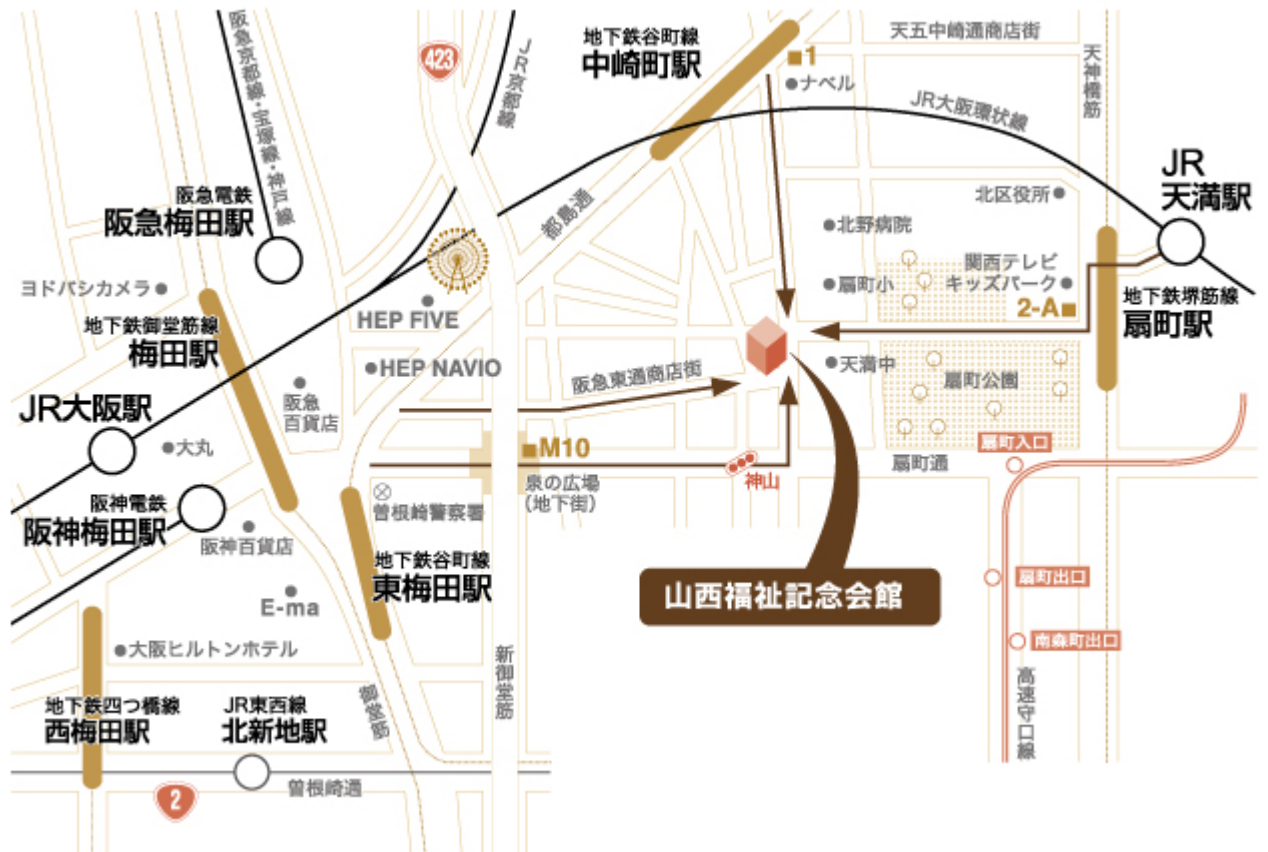 阪急京都線・宝塚線・神戸線
423
JR京都線
地下鉄谷町線
中崎町駅
■1
ナベル
天五中崎通商店街
天神橋筋
JR大阪環状線
JR
天満駅
阪急電鉄
阪急梅田駅
都島通
北区役所
北野病院
関西テレビ
キッズパーク
扇町小
2-A■
地下鉄堺筋線
扇町駅
ヨドバシカメラ
地下鉄御堂筋線
梅田駅
HEP FIVE
HEP NAVIO
阪急東通商店街
天満中
扇町公園
阪急
百貨店
JR大阪駅
大丸
■M10
扇町通
扇町入口
神山
泉の広場
(地下街)
曽根崎警察署
阪神電鉄
阪神梅田駅
阪神百貨店
地下鉄谷町線
東梅田駅
E-ma
山西福祉記念会館
扇町出口
南森町出口
大阪ヒルトンホテル
新御堂筋
御堂筋
高速守口線
地下鉄四つ橋線
西梅田駅
JR東西線
北新地駅
曽根崎通
2